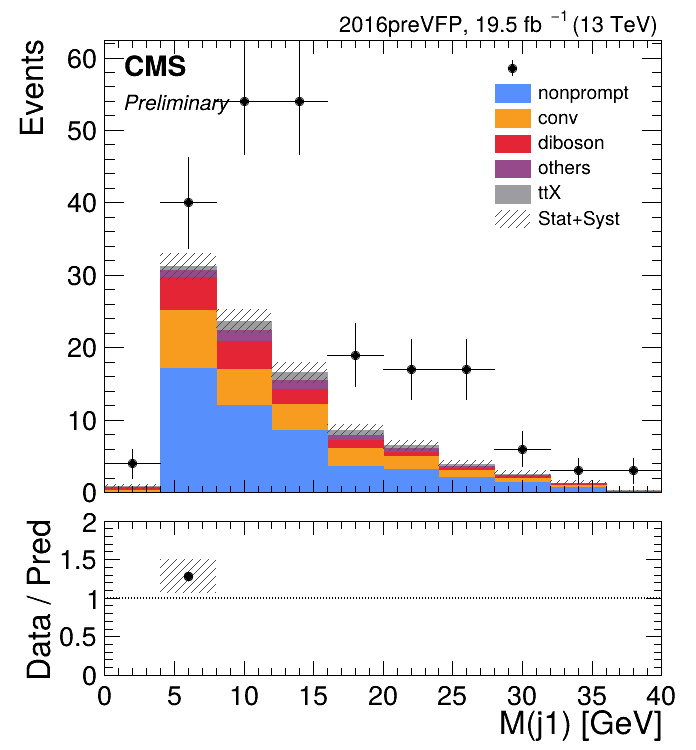 2016preVFP, 19.5 fb⁻¹ (13 TeV)
Events
CMS
Preliminary
nonprompt
conv
diboson
others
ttX
Stat+Syst
60
50
40
30
20
10
0
Data / Pred
2
1.5
1
0.5
0
0 5 10 15 20 25 30 35 40
M(j1) [GeV]